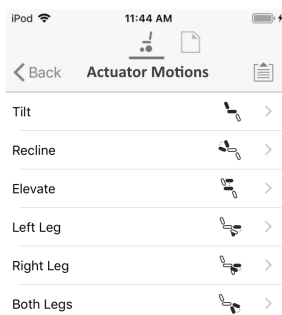 iPod 11:44 AM
Back Actuator Motions
Tilt
Recline
Elevate
Left Leg
Right Leg
Both Legs